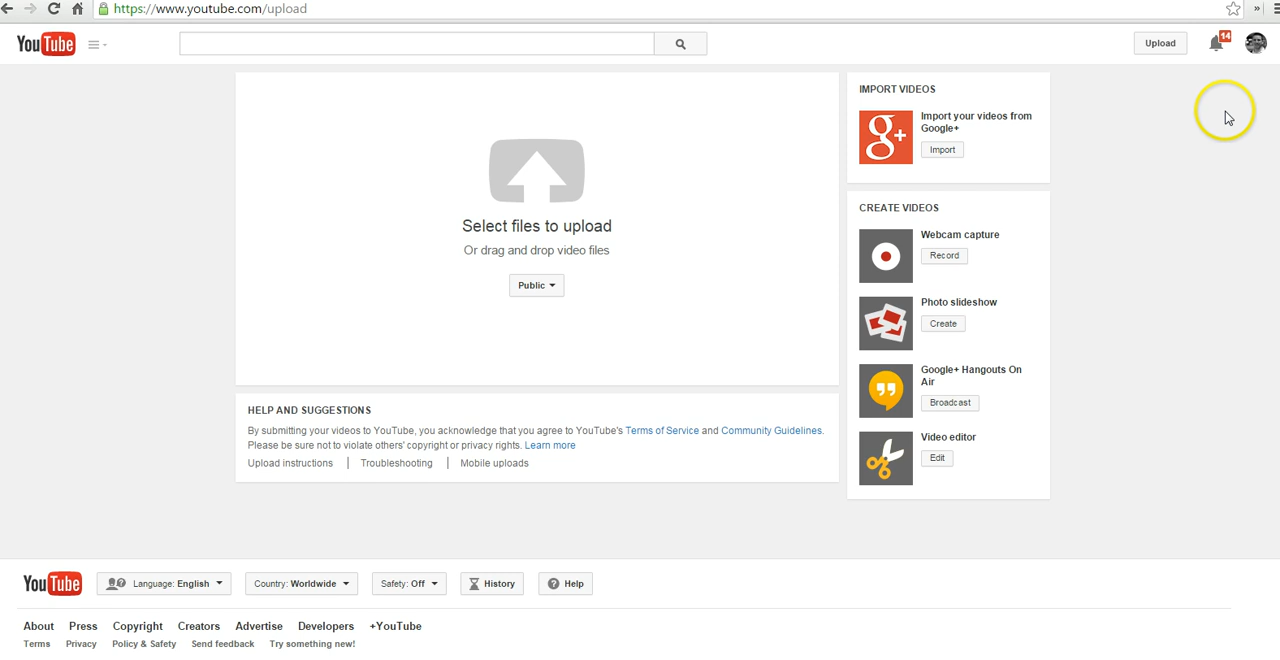 https://www.youtube.com/upload
»
YouTube
Upload
14
Select files to upload
Or drag and drop video files
Public
HELP AND SUGGESTIONS
By submitting your videos to YouTube, you acknowledge that you agree to YouTube's Terms of Service and Community Guidelines.
Please be sure not to violate others' copyright or privacy rights. Learn more
Upload instructions | Troubleshooting | Mobile uploads
IMPORT VIDEOS
g+
Import your videos from
Google+
Import
CREATE VIDEOS
Webcam capture
Record
Photo slideshow
Create
Google+ Hangouts On
Air
Broadcast
Video editor
Edit
YouTube Language: English Country: Worldwide Safety: Off History Help
About Press Copyright Creators Advertise Developers +YouTube
Terms Privacy Policy & Safety Send feedback Try something new!